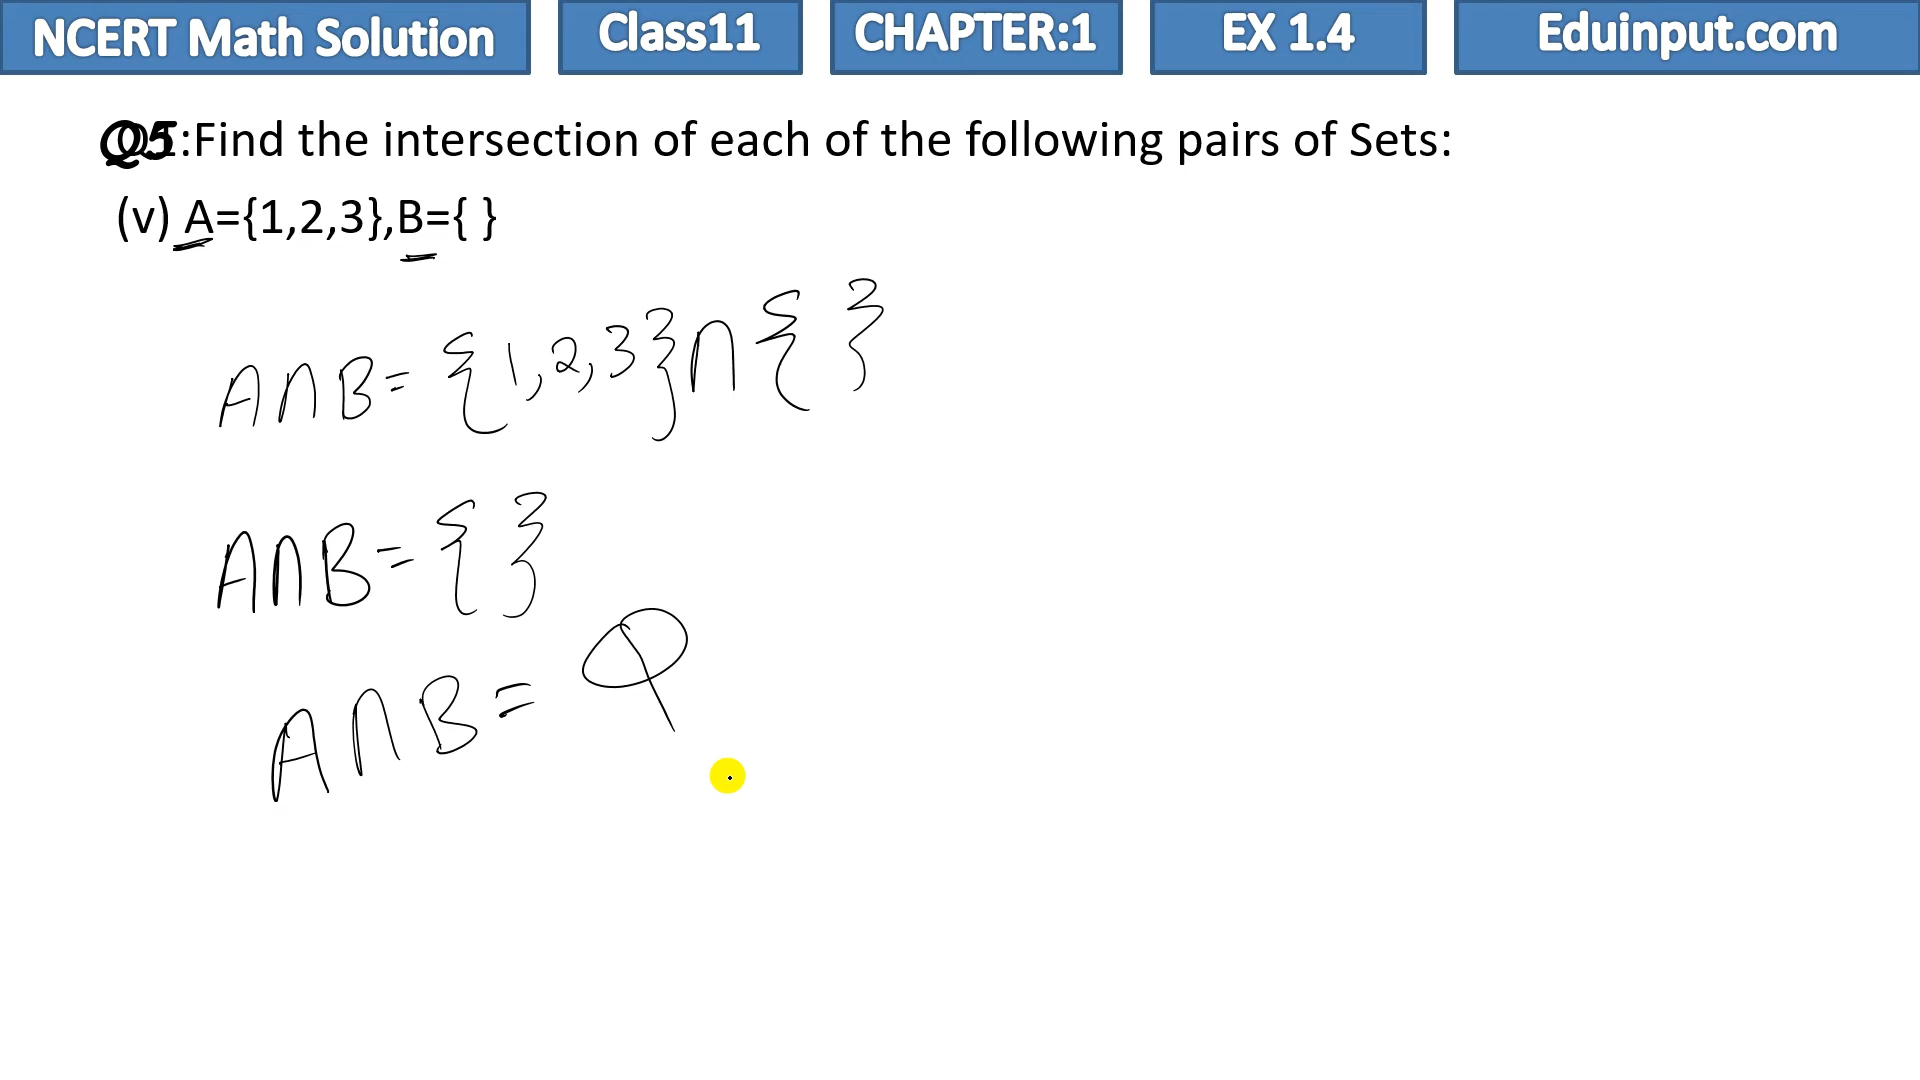 NCERT Math Solution Class11 CHAPTER:1 EX 1.4 Eduinput.com
Q5:Find the intersection of each of the following pairs of Sets:
(v) A={1,2,3},B={ }
A∩B= {1,2,3}∩{ }
A∩B= { }
A∩B= φ